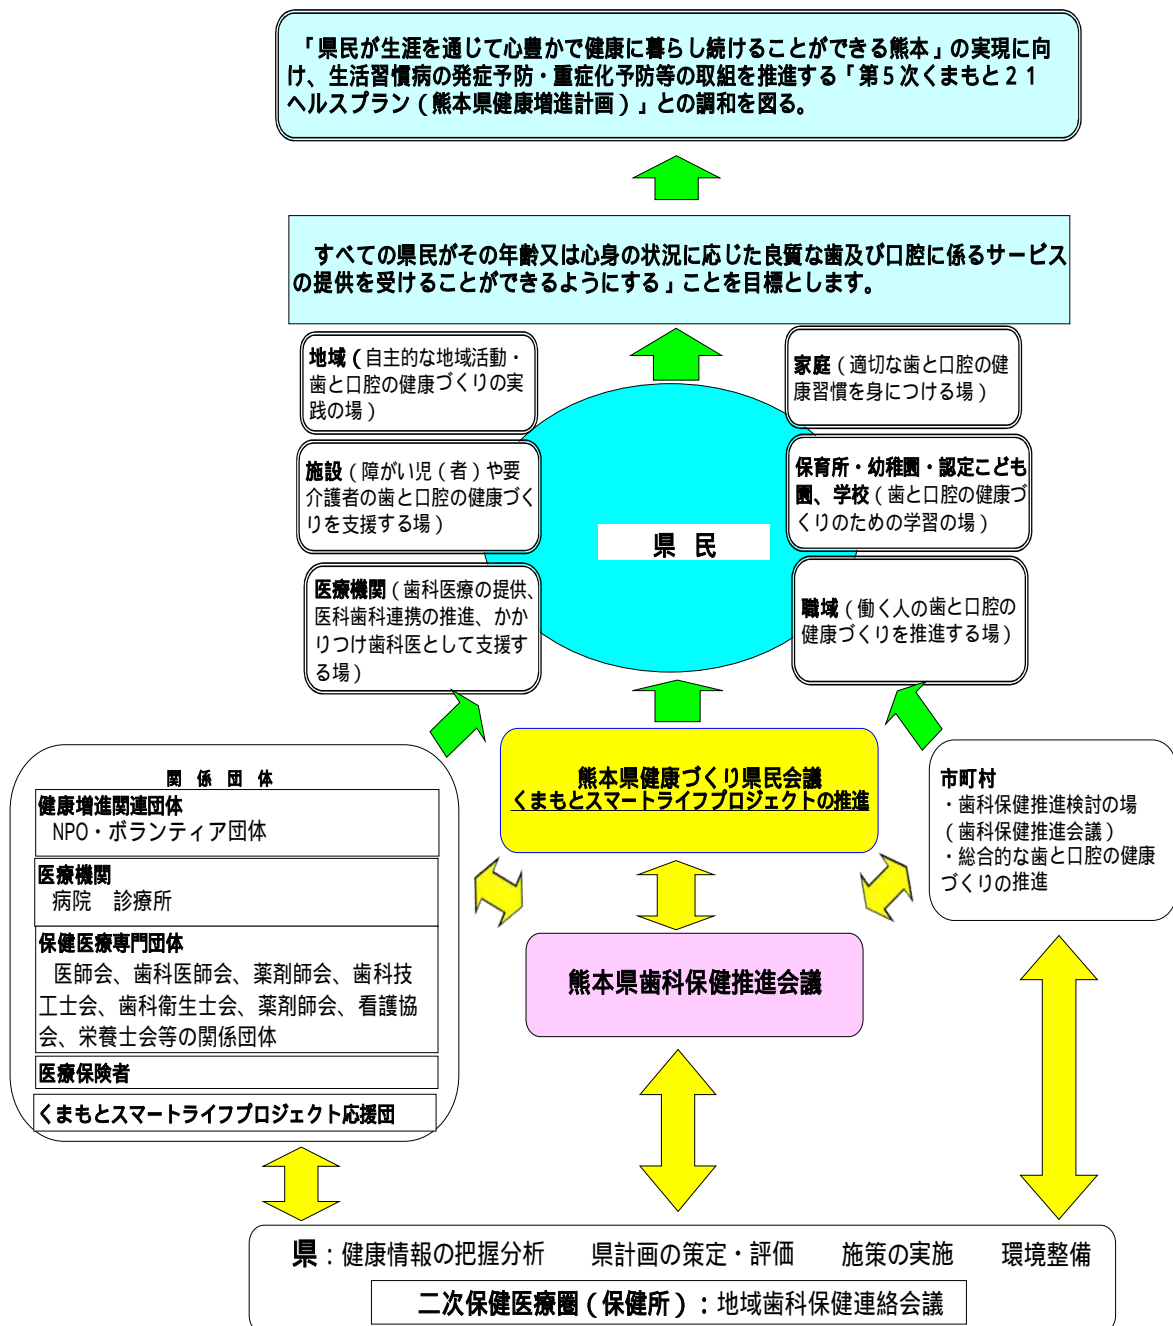 「県民が生涯を通じて心豊かで健康に暮らし続けることができる熊本」の実現に向
け、生活習慣病の発症予防・重症化予防等の取組を推進する「第５次くまもと２１
ヘルスプラン（熊本県健康増進計画）」との調和を図る。
すべての県民がその年齢又は心身の状況に応じた良質な歯及び口腔に係るサービス
の提供を受けることができるようにする」ことを目標とします。
地域（自主的な地域活動・
歯と口腔の健康づくりの実
践の場）
施設（障がい児（者）や要
介護者の歯と口腔の健康づく
りを支援する場）
医療機関（歯科医療の提供、
医科歯科連携の推進、かか
りつけ歯科医として支援す
る場）
県 民
家庭（適切な歯と口腔の健
康習慣を身につける場）
保育所・幼稚園・認定こども
園、学校（歯と口腔の健康づ
くりのための学習の場）
職域（働く人の歯と口腔の
健康づくりを推進する場）
関 係 団 体
健康増進関連団体
NPO・ボランティア団体
医療機関
病院　診療所
保健医療専門団体
医師会、歯科医師会、薬剤師会、歯科技
工士会、歯科衛生士会、薬剤師会、看護協
会、栄養士会等の関係団体
医療保険者
くまもとスマートライフプロジェクト応援団
熊本県健康づくり県民会議
くまもとスマートライフプロジェクトの推進
熊本県歯科保健推進会議
市町村
・歯科保健推進検討の場
（歯科保健推進会議）
・総合的な歯と口腔の健康
づくりの推進
県：健康情報の把握分析　県計画の策定・評価　施策の実施　環境整備
二次保健医療圏（保健所）：地域歯科保健連絡会議